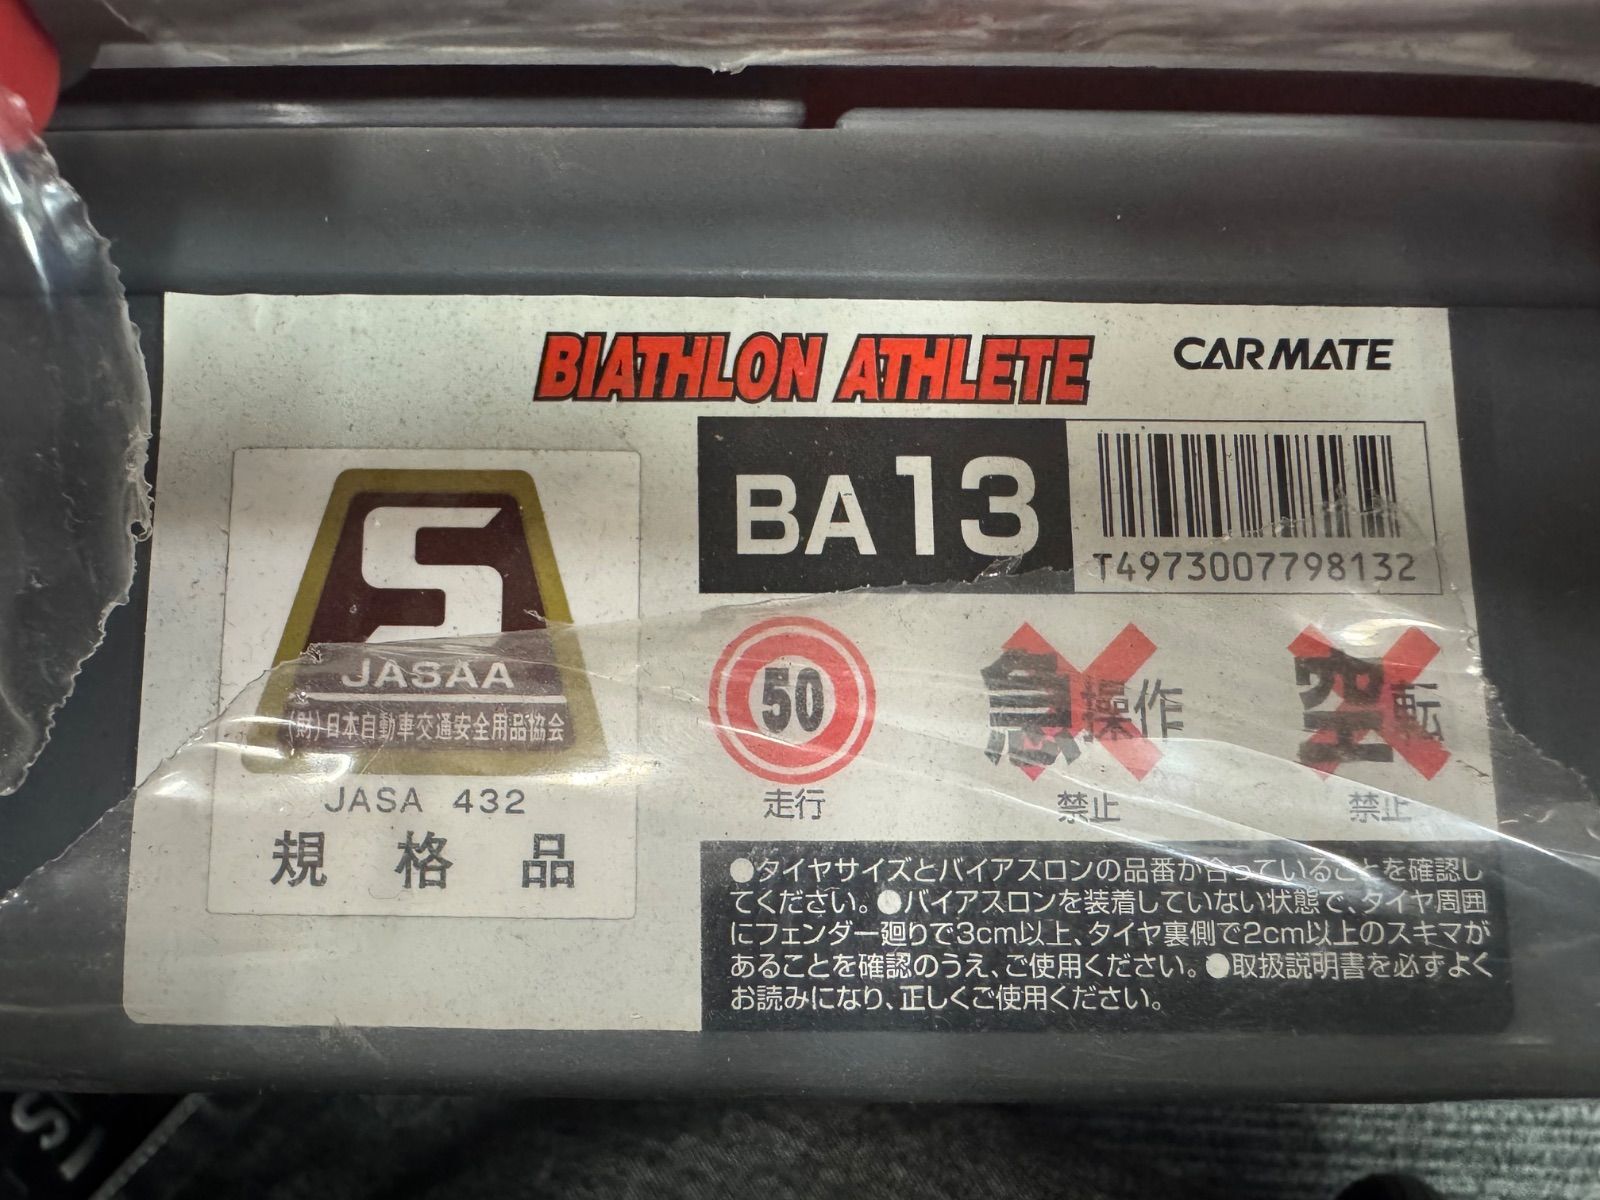 BIATHLON ATHLETE
CARMATE
BA13
T4973007798132
JASAA
(財)日本自動車交通安全用品協会
JASA 432
規格品
50
走行
急操作
禁止
空転
禁止
●タイヤサイズとバイアスロンの品番が合っていることを確認し
てください。●バイアスロンを装着していない状態で、タイヤ周囲
にフェンダー廻りで3cm以上、タイヤ裏側で2cm以上のスキマが
あることを確認のうえ、ご使用ください。●取扱説明書を必ずよく
お読みになり、正しくご使用ください。